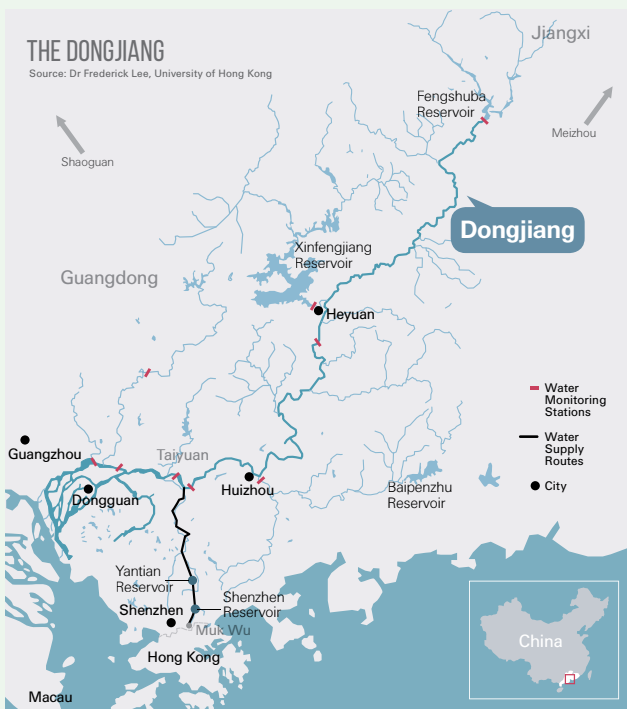 THE DONGJIANG
Source: Dr Frederick Lee, University of Hong Kong
Jiangxi
Fengshuba
Reservoir
Meizhou
Shaoguan
Dongjiang
Xinfengjiang
Reservoir
Guangdong
Heyuan
Water
Monitoring
Stations
Water
Supply
Routes
City
Guangzhou
Taiyuan
Dongguan
Huizhou
Baipenzhu
Reservoir
Yantian
Reservoir
Shenzhen
Reservoir
Shenzhen
Muk Wu
Hong Kong
China
Macau